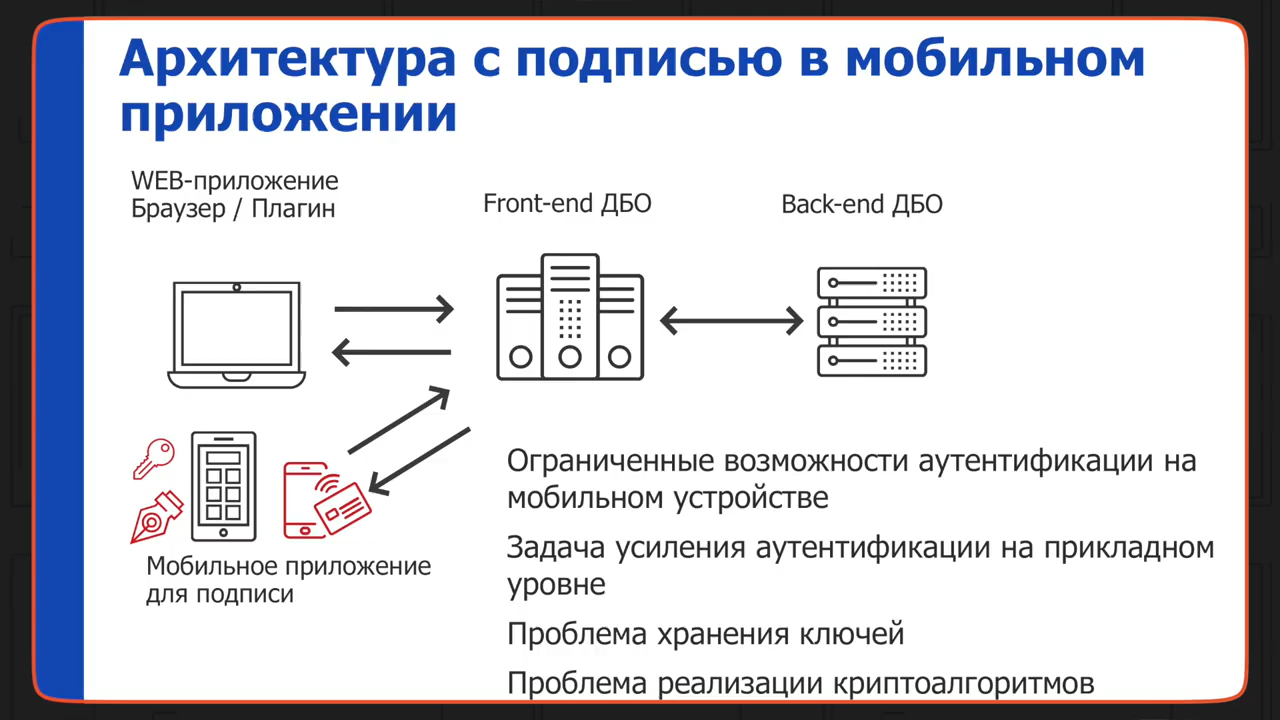 Архитектура с подписью в мобильном
приложении
WEB-приложение
Браузер / Плагин
Front-end ДБО
Back-end ДБО
Мобильное приложение
для подписи
Ограниченные возможности аутентификации на
мобильном устройстве
Задача усиления аутентификации на прикладном
уровне
Проблема хранения ключей
Проблема реализации криптоалгоритмов